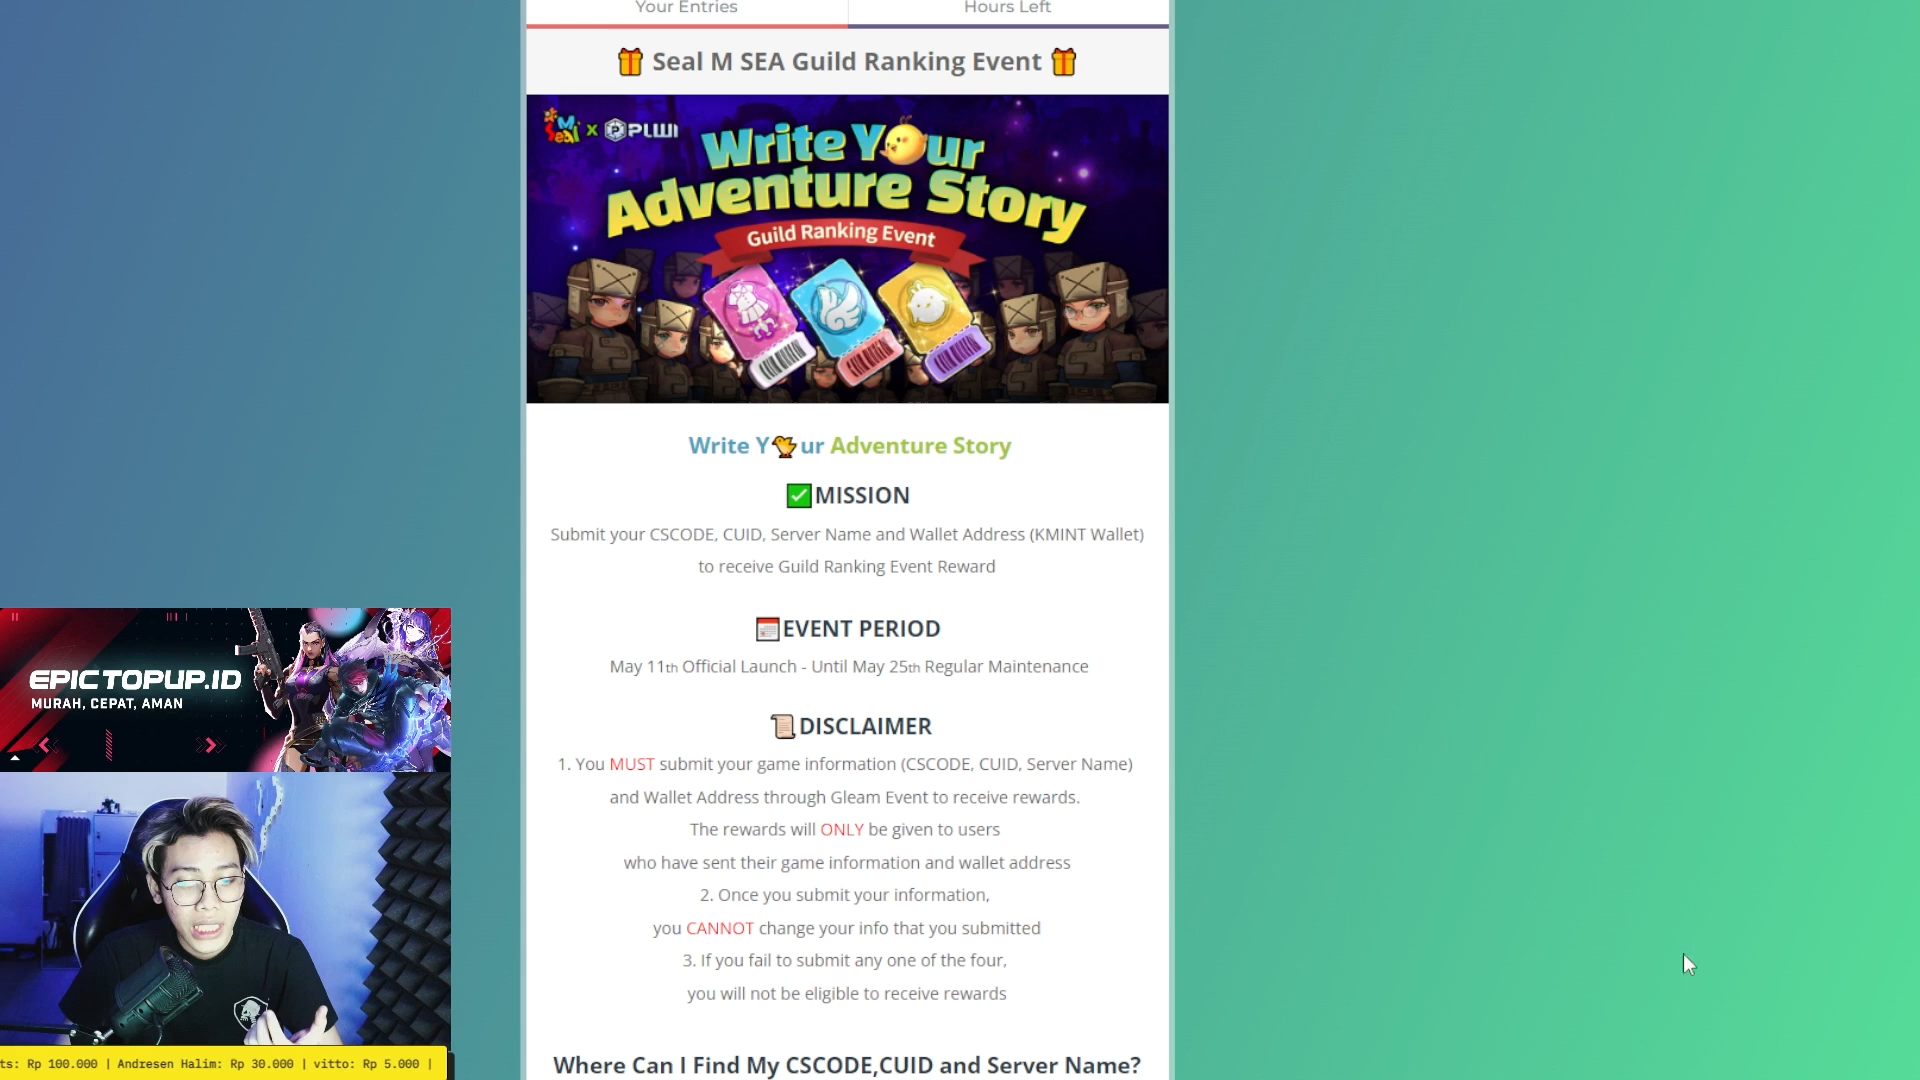 Your Entries
Hours Left
Seal M SEA Guild Ranking Event
M Seal X PLWI
Write Your
Adventure Story
Guild Ranking Event
Write Y ur Adventure Story
MISSION
Submit your CSCODE, CUID, Server Name and Wallet Address (KMINT Wallet)
to receive Guild Ranking Event Reward
EVENT PERIOD
May 11th Official Launch - Until May 25th Regular Maintenance
DISCLAIMER
1. You MUST submit your game information (CSCODE, CUID, Server Name)
and Wallet Address through Gleam Event to receive rewards.
The rewards will ONLY be given to users
who have sent their game information and wallet address
2. Once you submit your information,
you CANNOT change your info that you submitted
3. If you fail to submit any one of the four,
you will not be eligible to receive rewards
Where Can I Find My CSCODE,CUID and Server Name?
EPICTOPUP.ID
MURAH, CEPAT, AMAN
ts: Rp 100.000 | Andresen Halim: Rp 30.000 | vitto: Rp 5.000 |